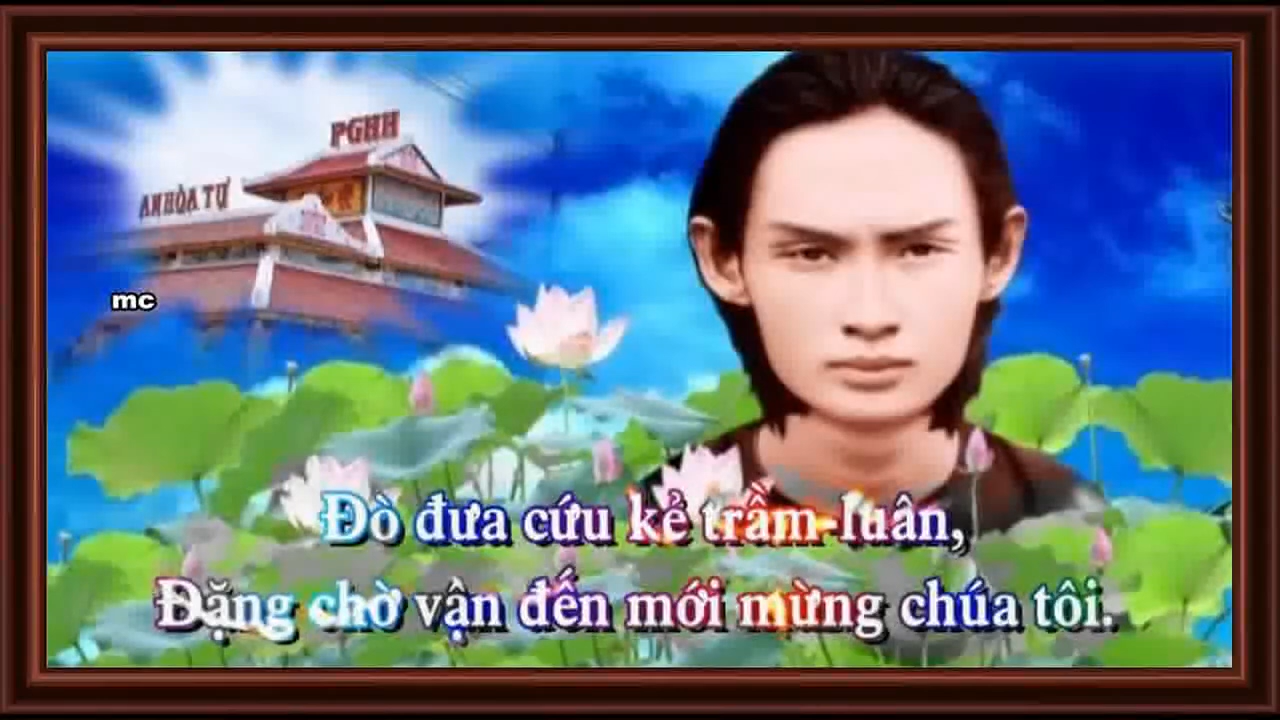 PGHH
AN HÒA TỰ
mc
Đò đưa cứu kẻ trầm-luân,
Đặng chờ vận đến mới mừng chúa tôi.